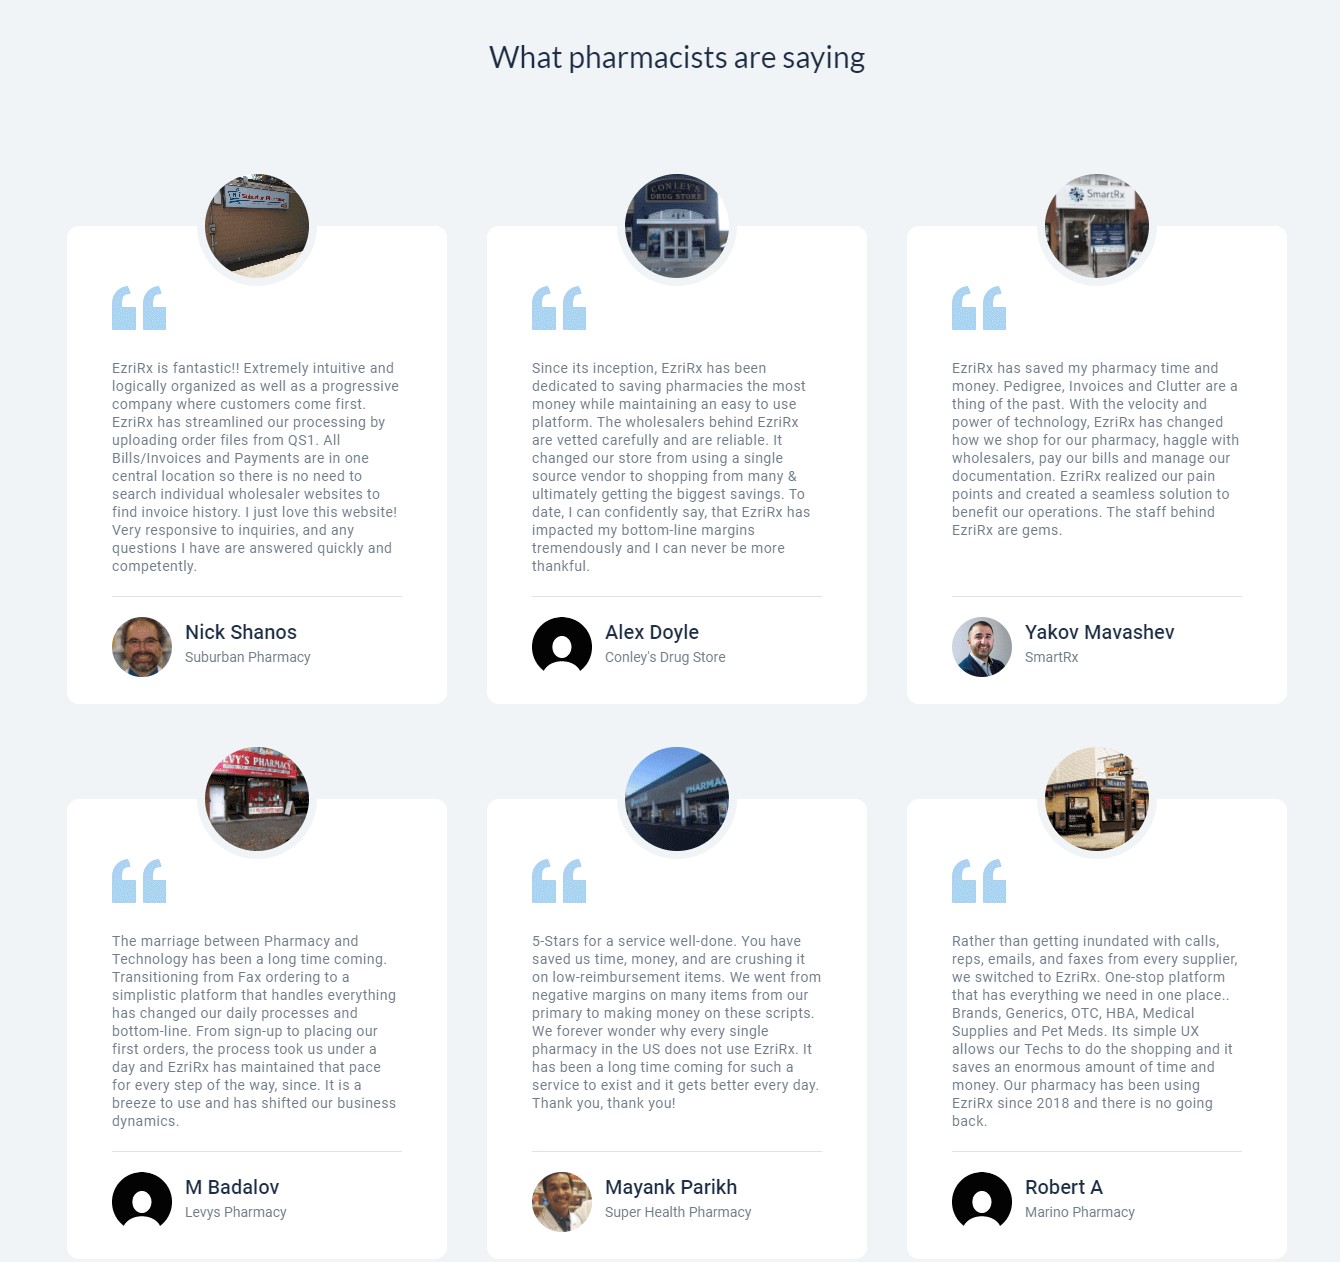 What pharmacists are saying
CONLEY'S
DRUG STORE
SmartRx
EzriRx is fantastic!! Extremely intuitive and
logically organized as well as a progressive
company where customers come first.
EzriRx has streamlined our processing by
uploading order files from QS1. All
Bills/Invoices and Payments are in one
central location so there is no need to
search individual wholesaler websites to
find invoice history. I just love this website!
Very responsive to inquiries, and any
questions I have are answered quickly and
competently.
Nick Shanos
Suburban Pharmacy
Since its inception, EzriRx has been
dedicated to saving pharmacies the most
money while maintaining an easy to use
platform. The wholesalers behind EzriRx
are vetted carefully and are reliable. It
changed our store from using a single
source vendor to shopping from many &
ultimately getting the biggest savings. To
date, I can confidently say, that EzriRx has
impacted my bottom-line margins
tremendously and I can never be more
thankful.
Alex Doyle
Conley's Drug Store
EzriRx has saved my pharmacy time and
money. Pedigree, Invoices and Clutter are a
thing of the past. With the velocity and
power of technology, EzriRx has changed
how we shop for our pharmacy, haggle with
wholesalers, pay our bills and manage our
documentation. EzriRx realized our pain
points and created a seamless solution to
benefit our operations. The staff behind
EzriRx are gems.
Yakov Mavashev
SmartRx
EVY'S PHARMACY
PHARMAC
The marriage between Pharmacy and
Technology has been a long time coming.
Transitioning from Fax ordering to a
simplistic platform that handles everything
has changed our daily processes and
bottom-line. From sign-up to placing our
first orders, the process took us under a
day and EzriRx has maintained that pace
for every step of the way, since. It is a
breeze to use and has shifted our business
dynamics.
M Badalov
Levys Pharmacy
5-Stars for a service well-done. You have
saved us time, money, and are crushing it
on low-reimbursement items. We went from
negative margins on many items from our
primary to making money on these scripts.
We forever wonder why every single
pharmacy in the US does not use EzriRx. It
has been a long time coming for such a
service to exist and it gets better every day.
Thank you, thank you!
Mayank Parikh
Super Health Pharmacy
Rather than getting inundated with calls,
reps, emails, and faxes from every supplier,
we switched to EzriRx. One-stop platform
that has everything we need in one place..
Brands, Generics, OTC, HBA, Medical
Supplies and Pet Meds. Its simple UX
allows our Techs to do the shopping and it
saves an enormous amount of time and
money. Our pharmacy has been using
EzriRx since 2018 and there is no going
back.
Robert A
Marino Pharmacy